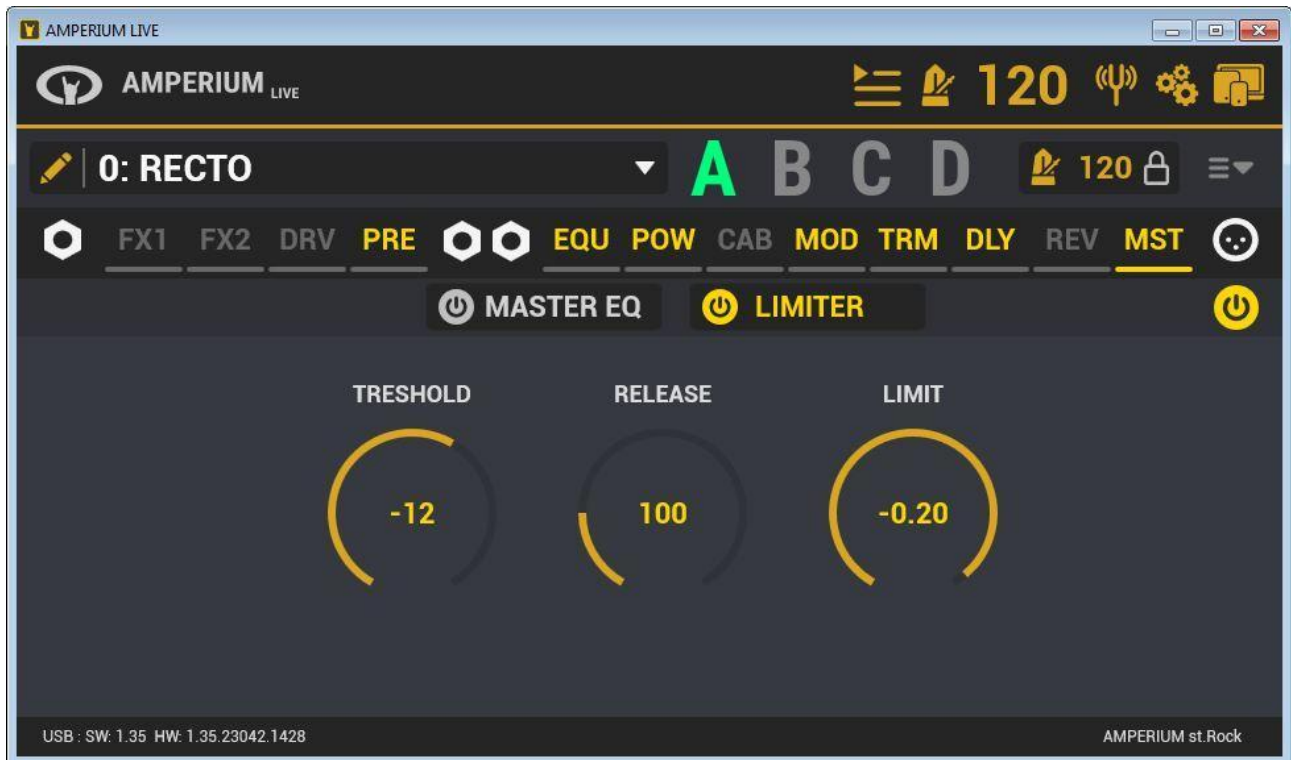 AMPERIUM LIVE
AMPERIUM LIVE 120
0: RECTO A B C D 120
FX1 FX2 DRV PRE EQU POW CAB MOD TRM DLY REV MST
MASTER EQ LIMITER
TRESHOLD RELEASE LIMIT
-12 100 -0.20
USB : SW: 1.35 HW: 1.35.23042.1428 AMPERIUM st.Rock